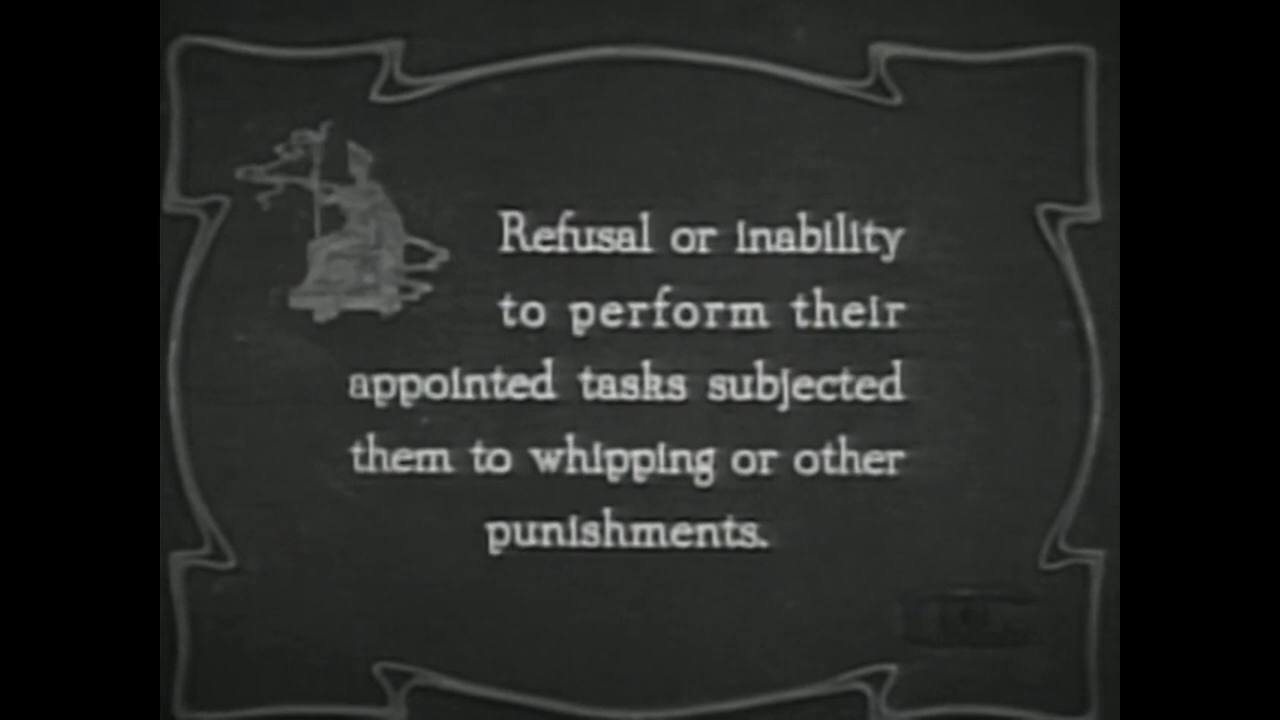 Refusal or inability
to perform their
appointed tasks subjected
them to whipping or other
punishments.